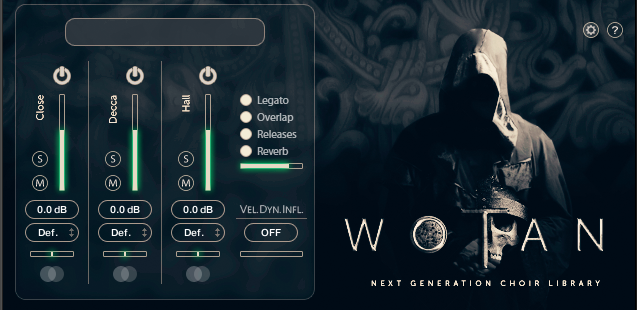 ?
Close
Decca
Hall
Legato
Overlap
Releases
Reverb
S S S
M M M
0.0 dB 0.0 dB 0.0 dB
VEL.DYN.INFL.
Def. Def. Def.
OFF
WOTAN
NEXT GENERATION CHOIR LIBRARY